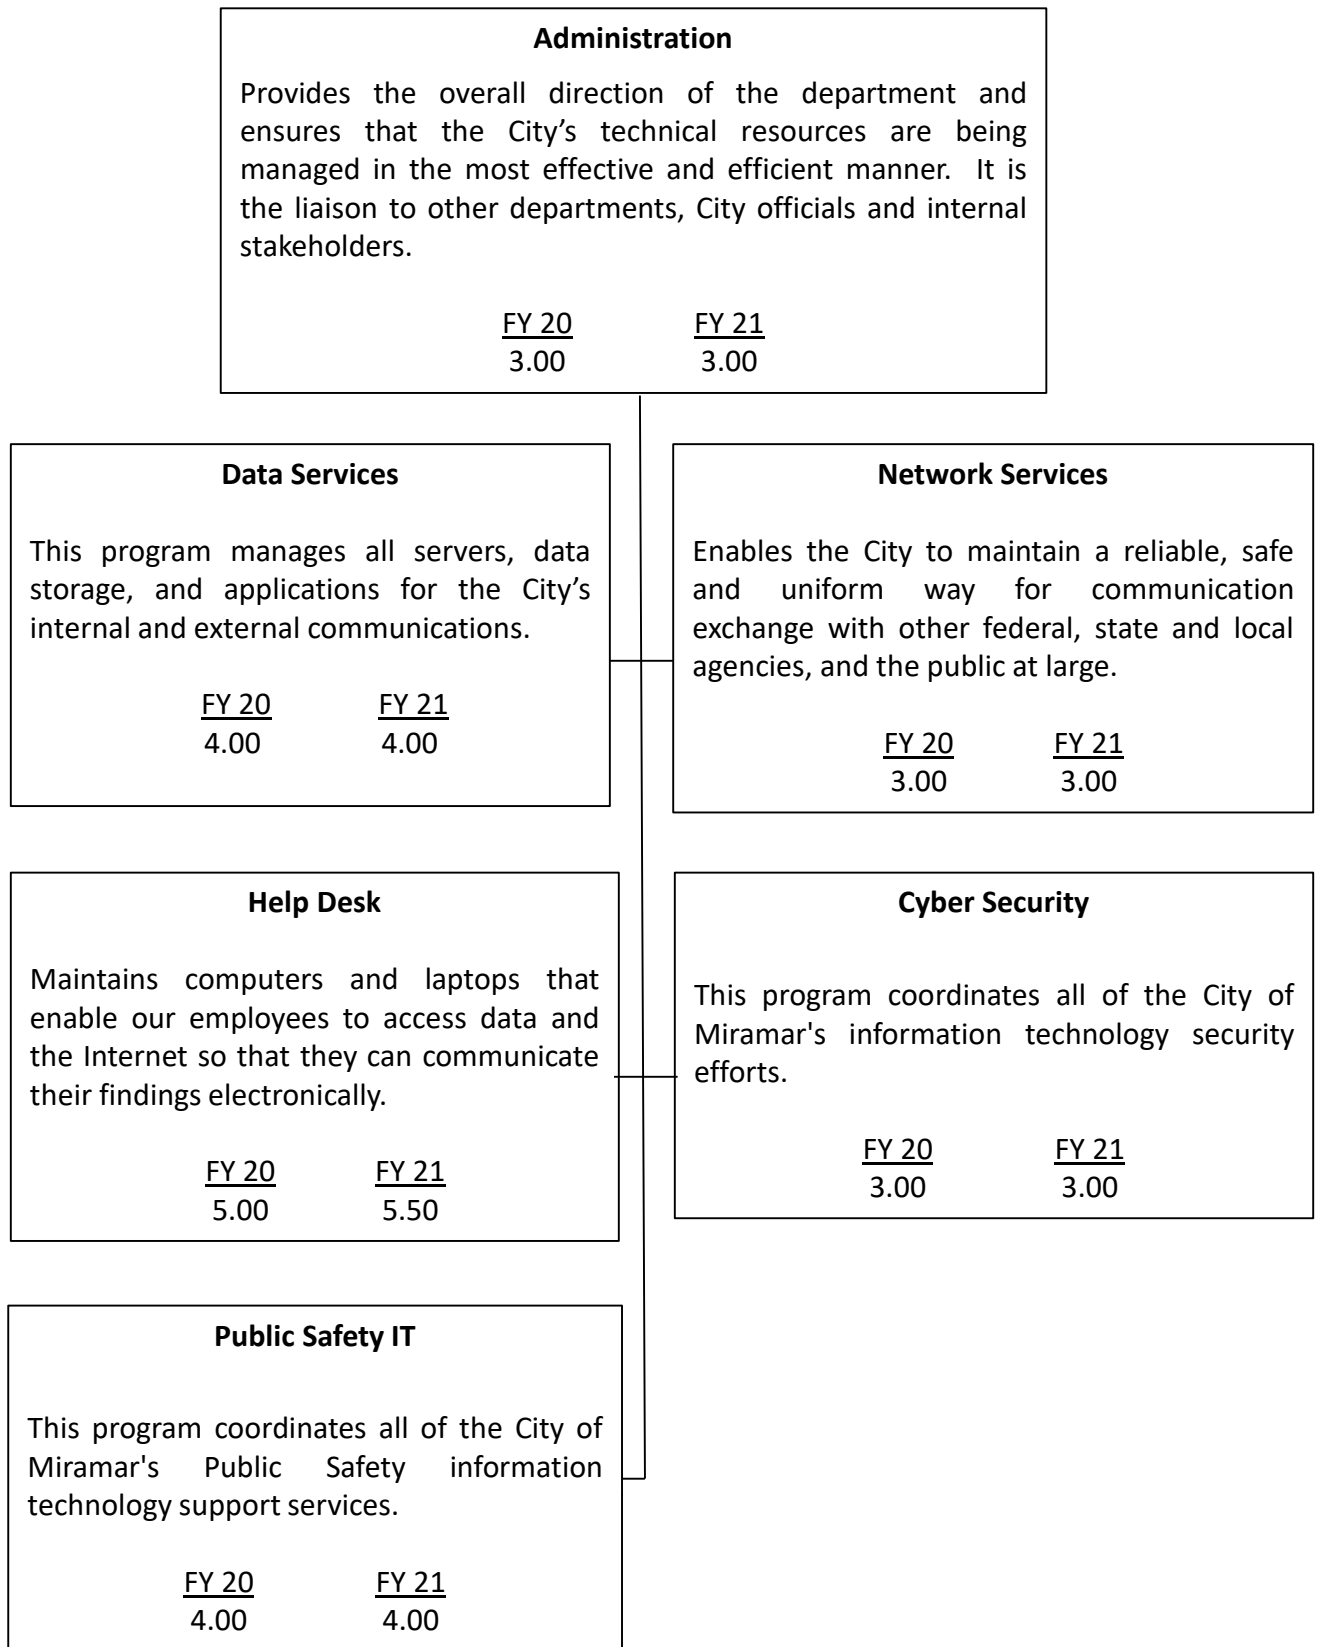 Administration
Provides the overall direction of the department and
ensures that the City’s technical resources are being
managed in the most effective and efficient manner. It is
the liaison to other departments, City officials and internal
stakeholders.
FY 20 FY 21
3.00 3.00
Data Services
This program manages all servers, data
storage, and applications for the City’s
internal and external communications.
FY 20 FY 21
4.00 4.00
Network Services
Enables the City to maintain a reliable, safe
and uniform way for communication
exchange with other federal, state and local
agencies, and the public at large.
FY 20 FY 21
3.00 3.00
Help Desk
Maintains computers and laptops that
enable our employees to access data and
the Internet so that they can communicate
their findings electronically.
FY 20 FY 21
5.00 5.50
Cyber Security
This program coordinates all of the City of
Miramar's information technology security
efforts.
FY 20 FY 21
3.00 3.00
Public Safety IT
This program coordinates all of the City of
Miramar's Public Safety information
technology support services.
FY 20 FY 21
4.00 4.00